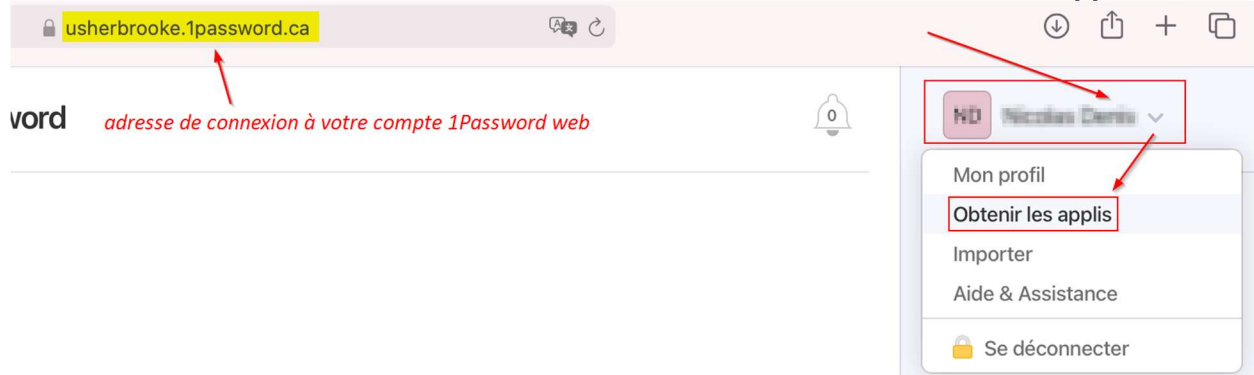 usherbrooke.1password.ca
word
adresse de connexion à votre compte 1Password web
0
Mon profil
Obtenir les applis
Importer
Aide & Assistance
Se déconnecter